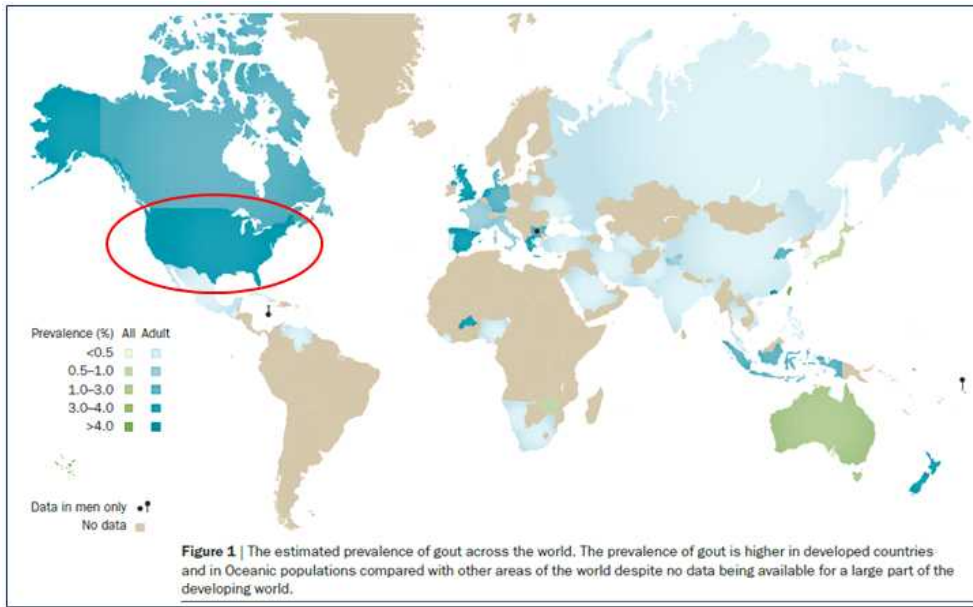 Prevalence (%) All Adult
<0.5
0.5–1.0
1.0–3.0
3.0–4.0
>4.0
Data in men only
No data
Figure 1 | The estimated prevalence of gout across the world. The prevalence of gout is higher in developed countries
and in Oceanic populations compared with other areas of the world despite no data being available for a large part of the
developing world.